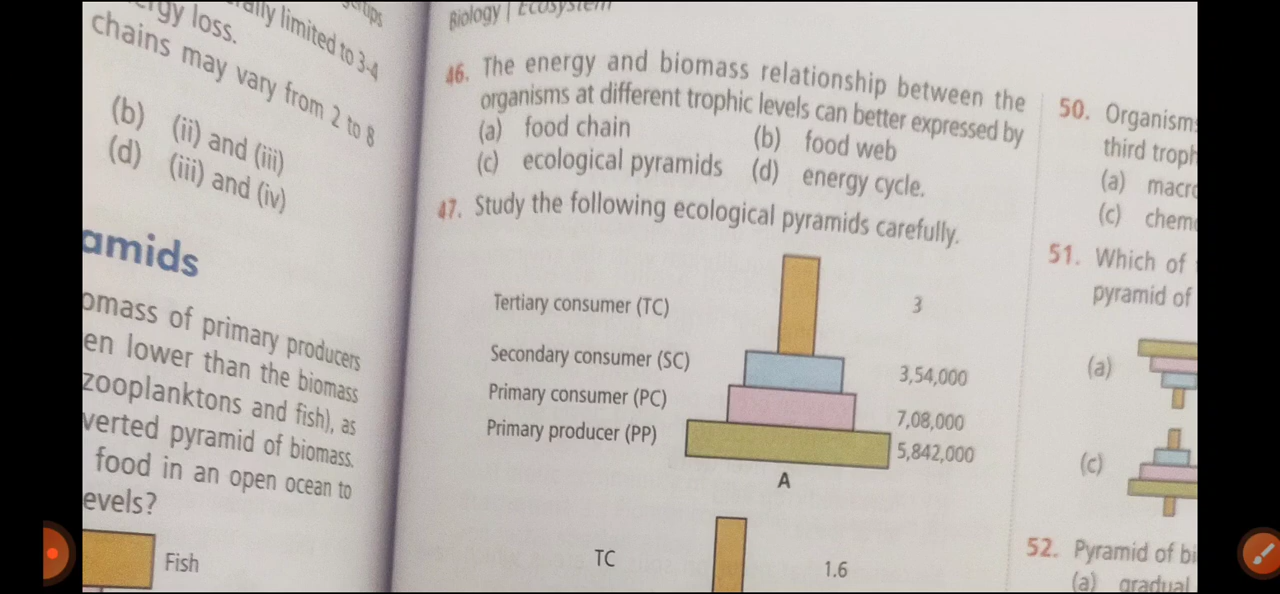 ergy loss.
ally limited to 3-4
chains may vary from 2 to 8
(b) (ii) and (iii)
(d) (iii) and (iv)
amids
omass of primary producers
en lower than the biomass
zooplanktons and fish), as
verted pyramid of biomass.
food in an open ocean to
evels?
Fish
Biology | Ecosystem
46. The energy and biomass relationship between the
organisms at different trophic levels can better expressed by
(a) food chain (b) food web
(c) ecological pyramids (d) energy cycle.
47. Study the following ecological pyramids carefully.
Tertiary consumer (TC) 3
Secondary consumer (SC) 3,54,000
Primary consumer (PC) 7,08,000
Primary producer (PP) 5,842,000
A
TC 1.6
50. Organisms
third troph
(a) macro
(c) chemo
51. Which of
pyramid of
(a)
(c)
52. Pyramid of bi
(a) gradual